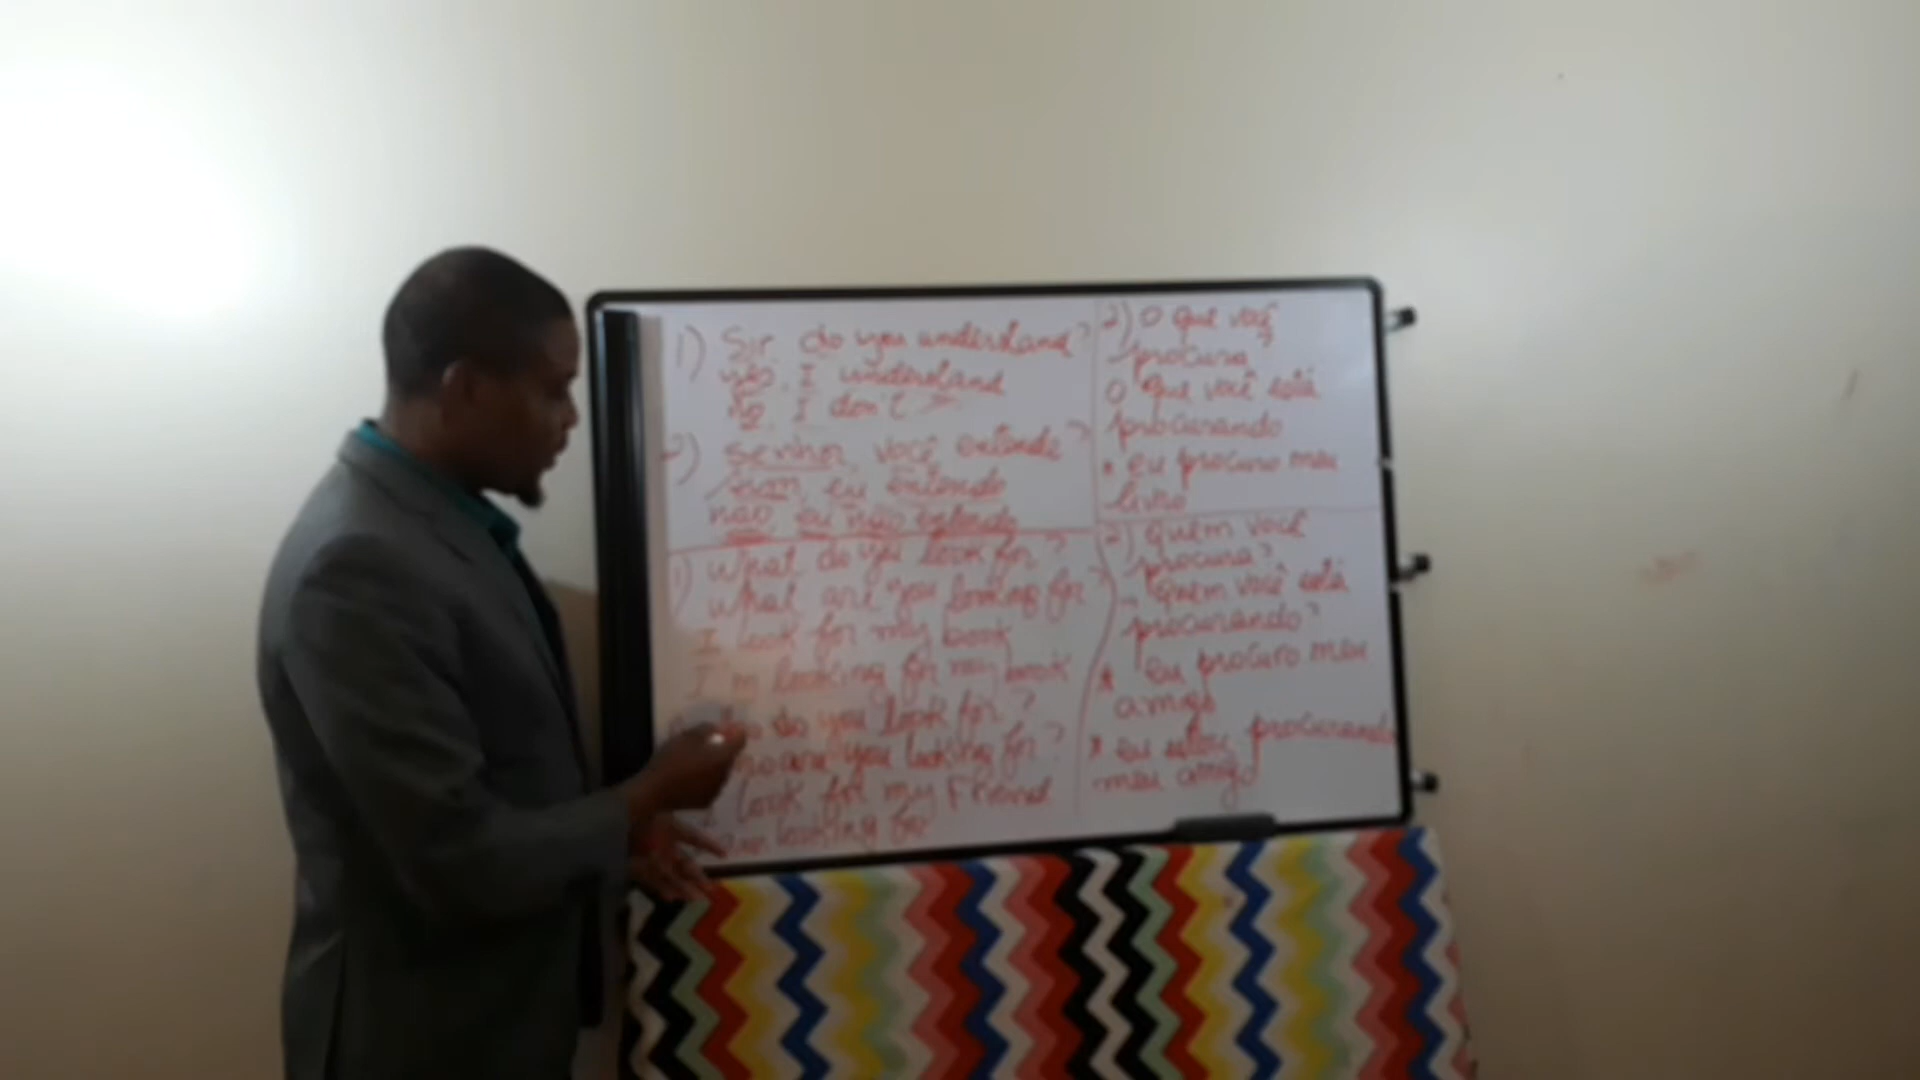 1) Sir, do you understand?
yes, I understand
No, I don't
2) Senhor, você entende?
sim, eu entendo
não, eu não entendo
1) What do you look for?
What are you looking for?
I look for my book
I'm looking for my book
do you look for?
are you looking for?
I look for my Friend
looking for
2) O que você
procura?
O que você está
procurando
* eu procuro meu
livro
2) quem você
procura?
quem você está
procurando?
* eu procuro meu
amigo
* eu estou procurando
meu amigo